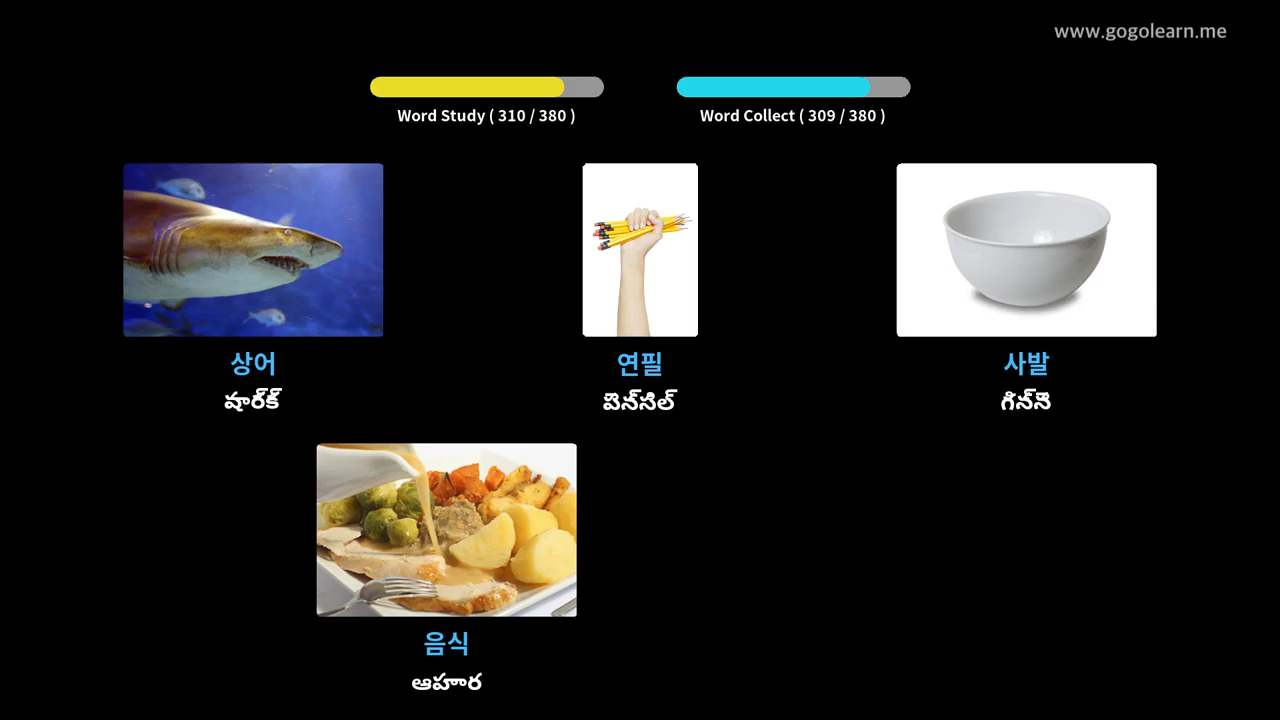 www.gogolearn.me
Word Study ( 310 / 380 )
Word Collect ( 309 / 380 )
상어
షార్క్
연필
పెన్సిల్
사발
గిన్నె
음식
ఆహార